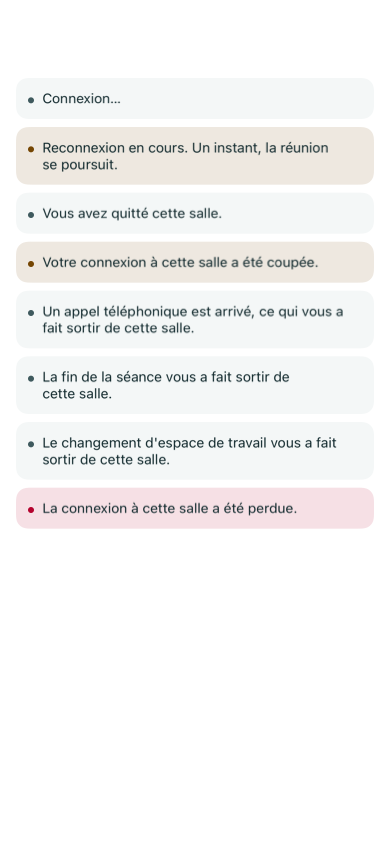 Connexion...
Reconnexion en cours. Un instant, la réunion
se poursuit.
Vous avez quitté cette salle.
Votre connexion à cette salle a été coupée.
Un appel téléphonique est arrivé, ce qui vous a
fait sortir de cette salle.
La fin de la séance vous a fait sortir de
cette salle.
Le changement d'espace de travail vous a fait
sortir de cette salle.
La connexion à cette salle a été perdue.